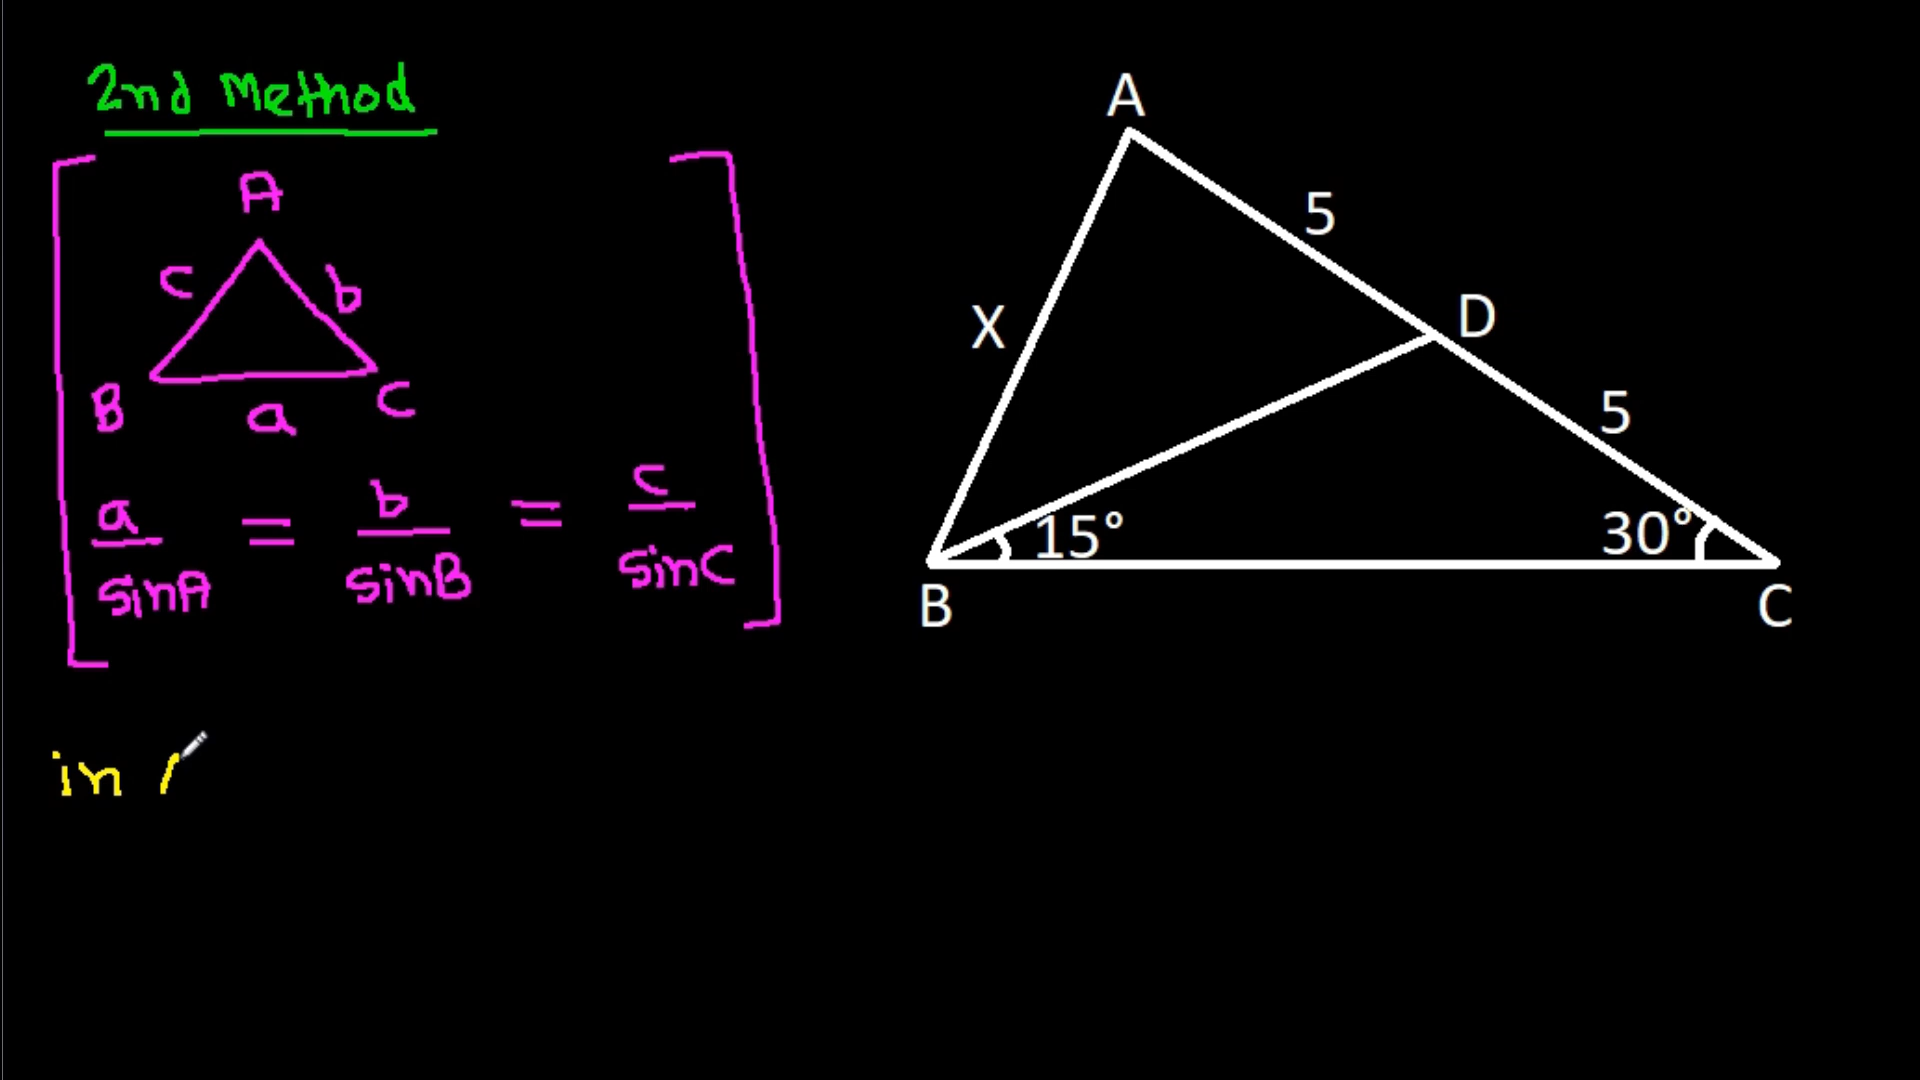 2nd Method
A
c b
B a C
a/sinA = b/sinB = c/sinC
in
A
5
D
X
5
15° 30°
B C